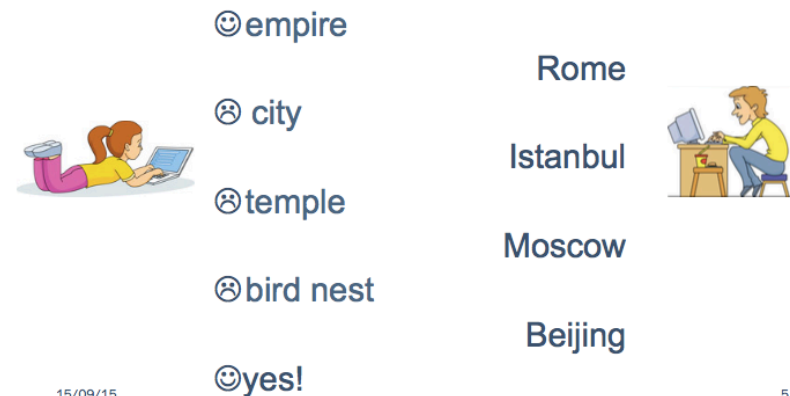 ☺empire
Rome
☹ city
Istanbul
☹temple
Moscow
☹bird nest
Beijing
☺yes!
15/09/15
5